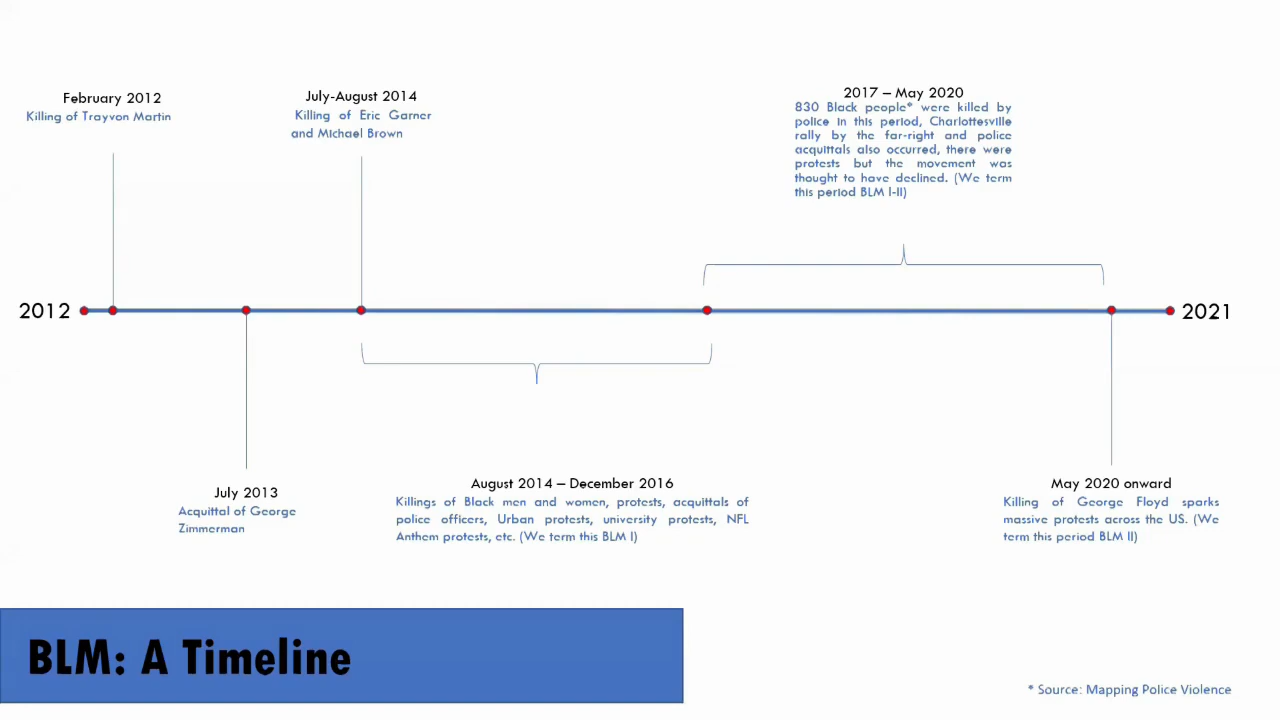 February 2012
Killing of Trayvon Martin
July-August 2014
Killing of Eric Garner
and Michael Brown
2017 – May 2020
830 Black people* were killed by
police in this period, Charlottesville
rally by the far-right and police
acquittals also occurred, there were
protests but the movement was
thought to have declined. (We term
this period BLM I-II)
2012
2021
July 2013
Acquittal of George
Zimmerman
August 2014 – December 2016
Killings of Black men and women, protests, acquittals of
police officers, Urban protests, university protests, NFL
Anthem protests, etc. (We term this BLM I)
May 2020 onward
Killing of George Floyd sparks
massive protests across the US. (We
term this period BLM II)
BLM: A Timeline
* Source: Mapping Police Violence